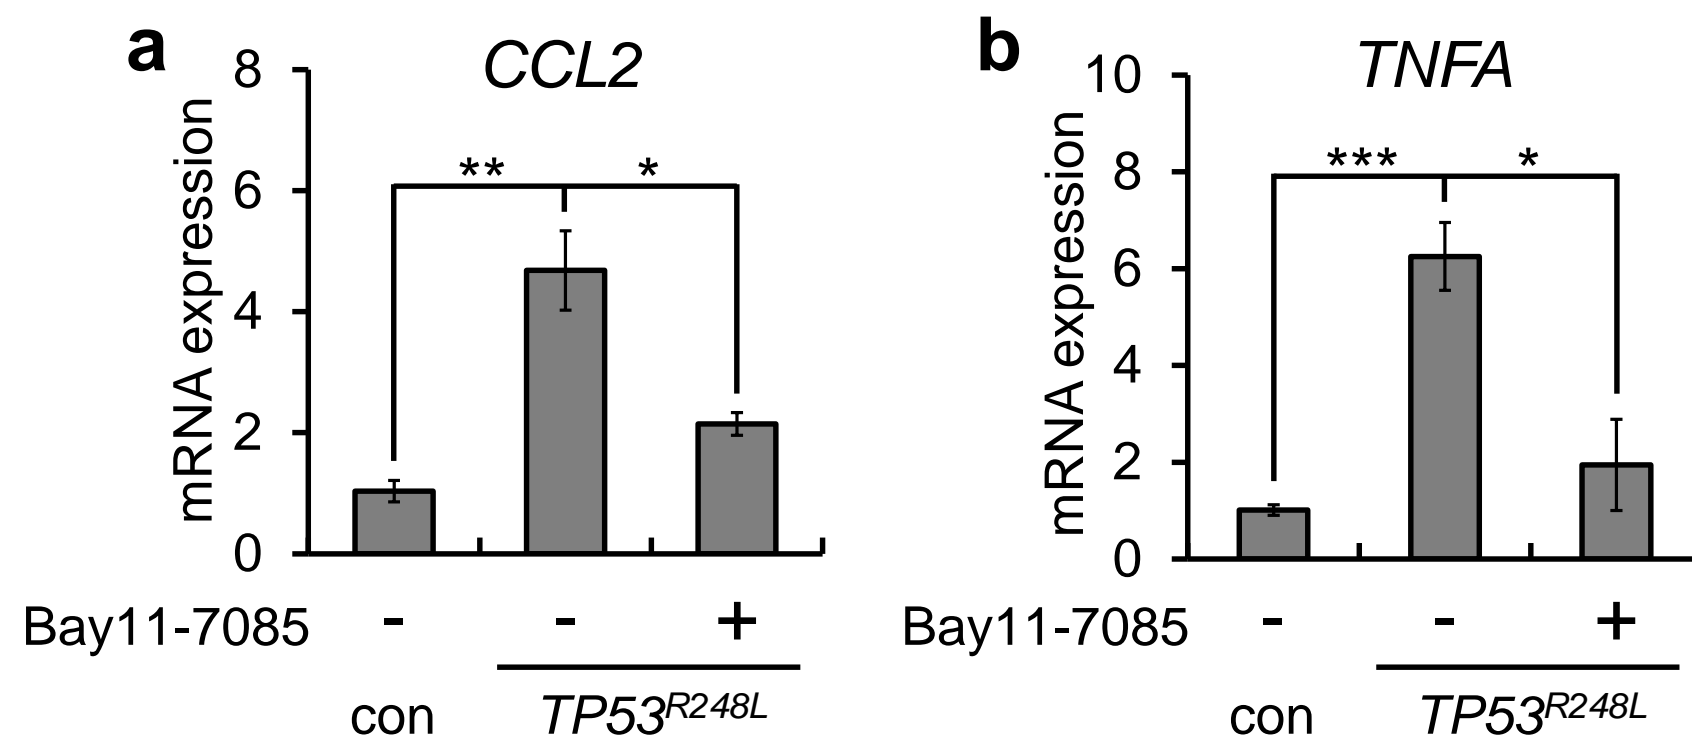 a
CCL2
mRNA expression
8
6
4
2
0
** *
Bay11-7085 - - +
con TP53R248L
b
TNFA
mRNA expression
10
8
6
4
2
0
*** *
Bay11-7085 - - +
con TP53R248L